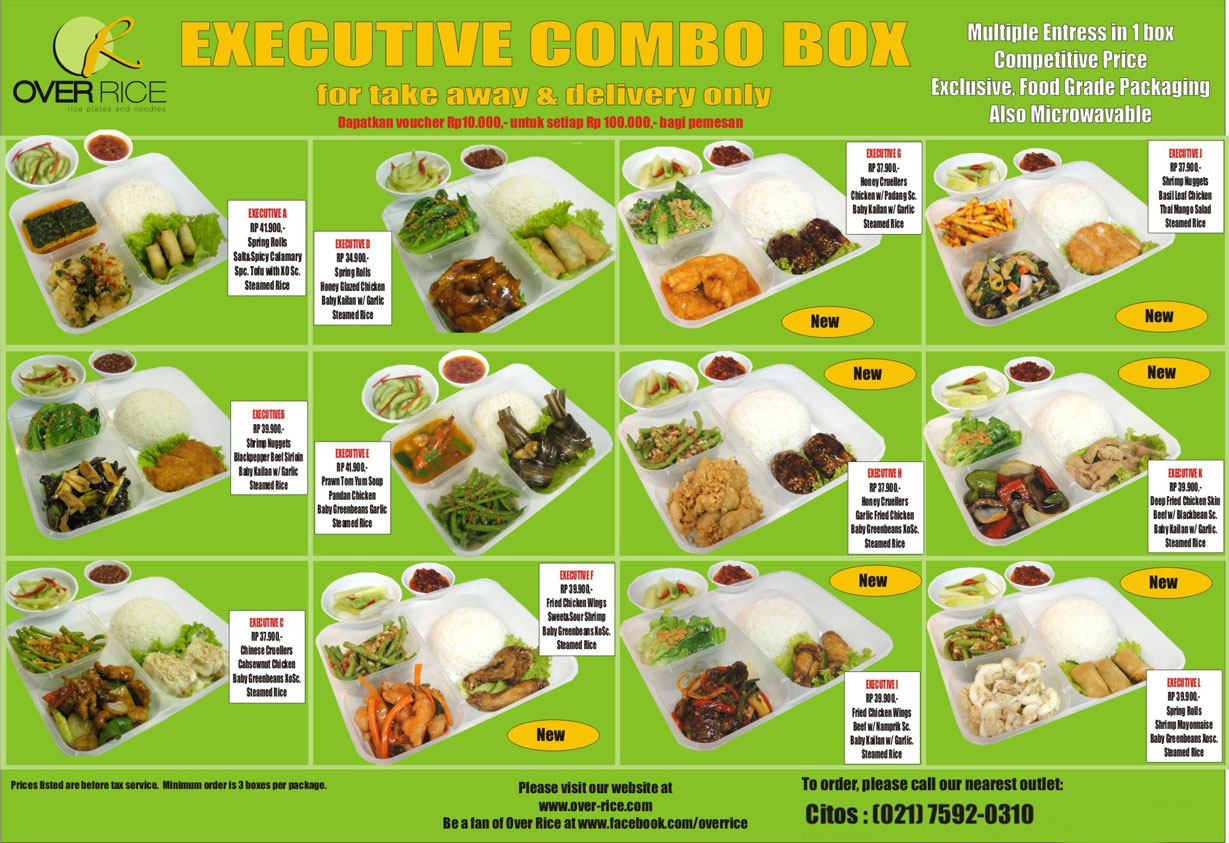 OVER RICE
rice plates and noodles
EXECUTIVE COMBO BOX
for take away & delivery only
Dapatkan voucher Rp10.000,- untuk setiap Rp 100.000,- bagi pemesan
Multiple Entress in 1 box
Competitive Price
Exclusive, Food Grade Packaging
Also Microwavable
EXECUTIVE A
RP 41.900,-
Spring Rolls
Salt&Spicy Calamary
Spc. Tofu with XO Sc.
Steamed Rice
EXECUTIVE D
RP 34.900,-
Spring Rolls
Honey Glazed Chicken
Baby Kailan w/ Garlic
Steamed Rice
EXECUTIVE G
RP 37.900,-
Honey Cruellers
Chicken w/ Padang Sc.
Baby Kailan w/ Garlic
Steamed Rice
New
EXECUTIVE J
RP 37.900,-
Shrimp Nuggets
Basil Leaf Chicken
Thai Mango Salad
Steamed Rice
New
EXECUTIVEB
RP 39.900,-
Shrimp Nuggets
Blackpepper Beef Sirloin
Baby Kailan w/ Garlic
Steamed Rice
EXECUTIVE E
RP 41.900,-
Prawn Tom Yum Soup
Pandan Chicken
Baby Greenbeans Garlic
Steamed Rice
New
EXECUTIVE H
RP 37.900,-
Honey Cruellers
Garlic Fried Chicken
Baby Greenbeans XoSc.
Steamed Rice
New
EXECUTIVE K
RP 39.900,-
Deep Fried Chicken Skin
Beef w/ Blackbean Sc.
Baby Kailan w/ Garlic.
Steamed Rice
EXECUTIVE C
RP 37.900,-
Chinese Cruellers
Cahsewnut Chicken
Baby Greenbeans XoSc.
Steamed Rice
EXECUTIVE F
RP 39.900,-
Fried Chicken Wings
Sweet&Sour Shrimp
Baby Greenbeans XoSc.
Steamed Rice
New
New
EXECUTIVE I
RP 39.900,-
Fried Chicken Wings
Beef w/ Namprik Sc.
Baby Kailan w/ Garlic.
Steamed Rice
New
EXECUTIVE L
RP 39.900,-
Spring Rolls
Shrimp Mayonnaise
Baby Greenbeans Xosc.
Steamed Rice
Prices listed are before tax service. Minimum order is 3 boxes per package.
Please visit our website at
www.over-rice.com
Be a fan of Over Rice at www.facebook.com/overrice
To order, please call our nearest outlet:
Citos : (021) 7592-0310